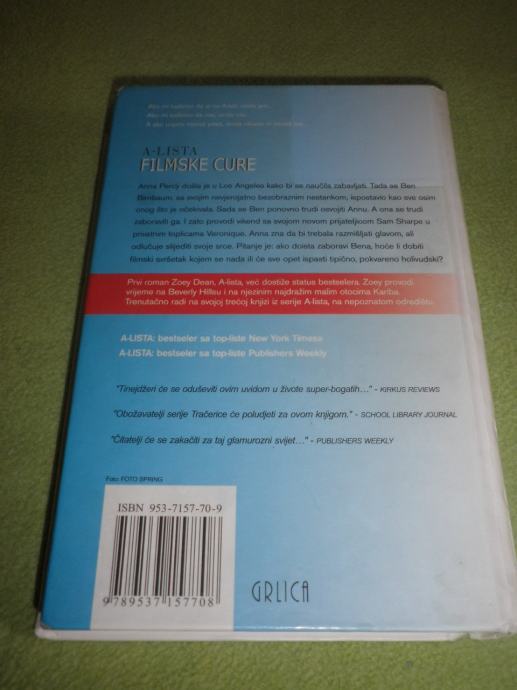 A-LISTA
FILMSKE CURE
Anna Percy došla je u Los Angeles kako bi se naučila zabavljati. Tada se Ben
Birnbaum, sa svojim nevjerojatno bezobraznim nestankom, ispostavio kao sve osim
onog što je očekivala. Sada se Ben ponovno trudi osvojiti Annu. A ona se trudi
zaboravili ga. I zato provodi vikend sa svojom novom prijateljicom Sam Sharpe u
privatnim toplicama Veronique. Anna zna da bi trebala razmišljati glavom, ali
odlučuje slijediti svoje srce. Pitanje je: ako doista zaboravi Bena, hoće li dobiti
filmski svršetak kojem se nada ili će sve opet ispasti tipično, pokvareno holivudski?
Prvi roman Zoey Dean, A-lista, već dostiže status bestselera. Zoey provodi
vrijeme na Beverly Hillsu i na njezinim najdražim malim otocima Kariba.
Trenutačno radi na svojoj trećoj knjizi iz serije A-lista, na nepoznatom odredištu.
A-LISTA: bestseler sa top-liste New York Timesa
A-LISTA: bestseler sa top-liste Publishers Weekly
"Tinejdžeri će se oduševiti ovim uvidom u živote super-bogatih…" - KIRKUS REVIEWS
"Obožavatelji serije Tračerice će poludjeti za ovom knjigom." - SCHOOL LIBRARY JOURNAL
"Čitatelji će se zakačiti za taj glamurozni svijet…" - PUBLISHERS WEEKLY
Foto: FOTO SPRING
ISBN 953-7157-70-9
9789537157708
GRLICA